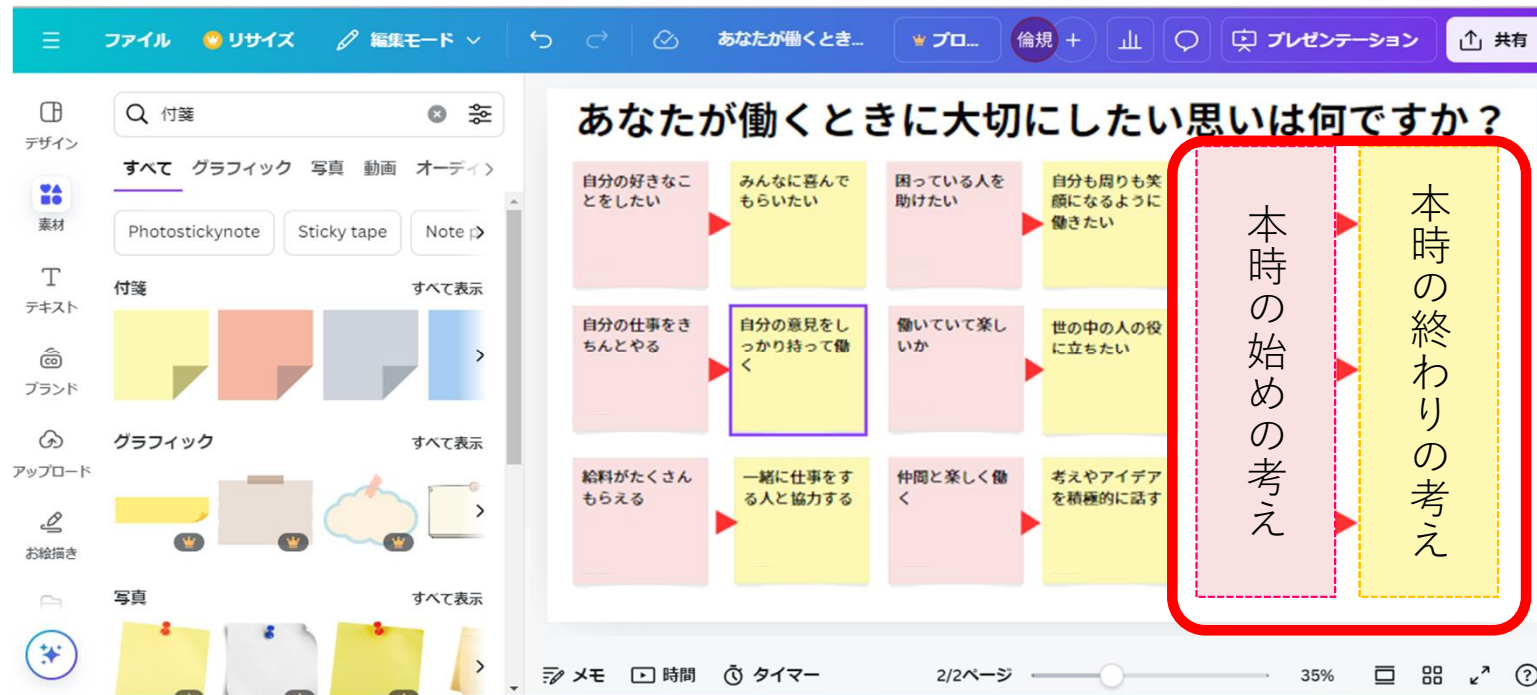 ファイル
リサイズ
編集モード
あなたが働くとき…
プロ…
倫規
+
プレゼンテーション
共有
デザイン
素材
テキスト
ブランド
アップロード
お絵描き
付箋
すべて グラフィック 写真 動画 オーディ
Photostickynote
Sticky tape
Note p
付箋
すべて表示
グラフィック
すべて表示
写真
すべて表示
あなたが働くときに大切にしたい思いは何ですか？
自分の好きなこ
とをしたい
みんなに喜んで
もらいたい
困っている人を
助けたい
自分も周りも笑
顔になるように
働きたい
自分の仕事をき
ちんとやる
自分の意見をし
っかり持って働
く
働いていて楽し
いか
世の中の人の役
に立ちたい
給料がたくさん
もらえる
一緒に仕事をす
る人と協力する
仲間と楽しく働
く
考えやアイデア
を積極的に話す
本時の始めの考え
本時の終わりの考え
メモ
時間
タイマー
2/2ページ
35%